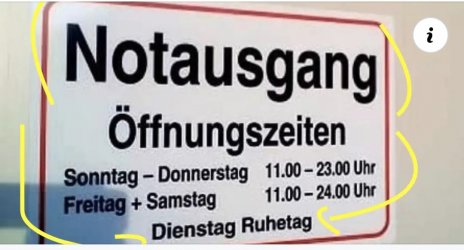 Notausgang
Öffnungszeiten
Sonntag – Donnerstag 11.00 – 23.00 Uhr
Freitag + Samstag 11.00 – 24.00 Uhr
Dienstag Ruhetag